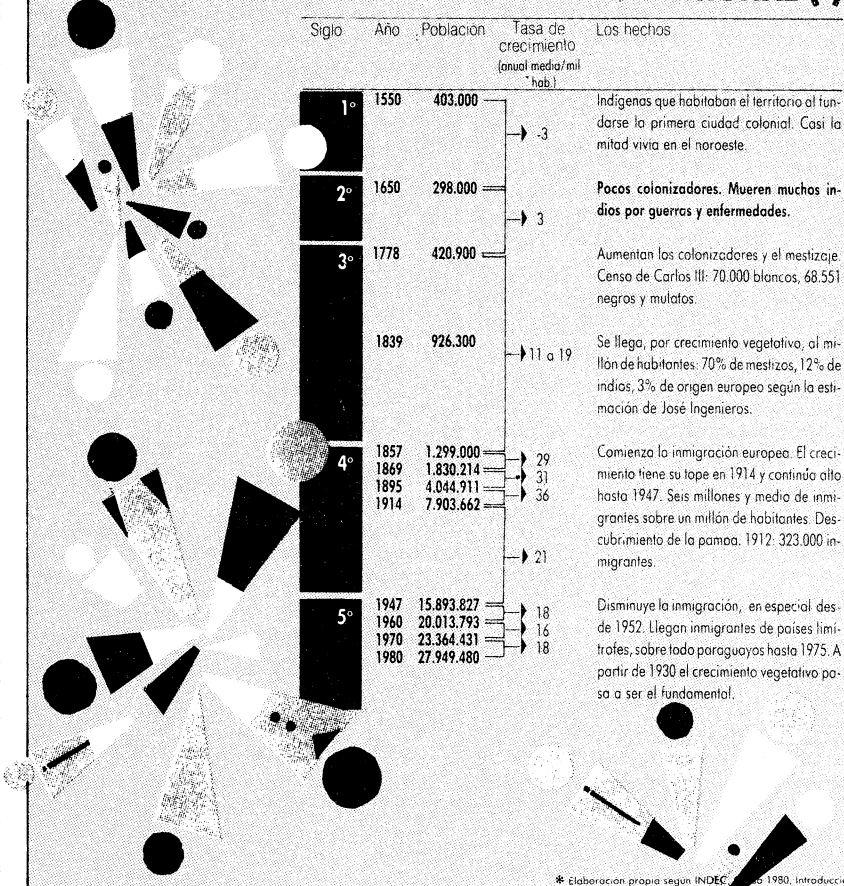 Siglo Año Población Tasa de crecimiento (anual media/mil hab.) Los hechos
1° 1550 403.000 -3
Indígenas que habitaban el territorio al fun-
darse la primera ciudad colonial. Casi la
mitad vivía en el noroeste.
2° 1650 298.000 3
Pocos colonizadores. Mueren muchos in-
dios por guerras y enfermedades.
3° 1778 420.900
Aumentan los colonizadores y el mestizaje.
Censo de Carlos III: 70.000 blancos, 68.551
negros y mulatos.
1839 926.300 11 a 19
Se llega, por crecimiento vegetativo, al mi-
llón de habitantes: 70% de mestizos, 12% de
indios, 3% de origen europeo según la esti-
mación de José Ingenieros.
4° 1857 1.299.000 29
1869 1.830.214 31
1895 4.044.911 36
1914 7.903.662
21
Comienza la inmigración europea. El creci-
miento tiene su tope en 1914 y continúa alto
hasta 1947. Seis millones y medio de inmi-
grantes sobre un millón de habitantes. Des-
cubrimiento de la pampa. 1912: 323.000 in-
migrantes.
5° 1947 15.893.827 18
1960 20.013.793 16
1970 23.364.431 18
1980 27.949.480
Disminuye la inmigración, en especial des-
de 1952. Llegan inmigrantes de países limí-
trofes, sobre todo paraguayos hasta 1975. A
partir de 1930 el crecimiento vegetativo pa-
sa a ser el fundamental.
* Elaboración propia según INDEC, 1980, Introducci